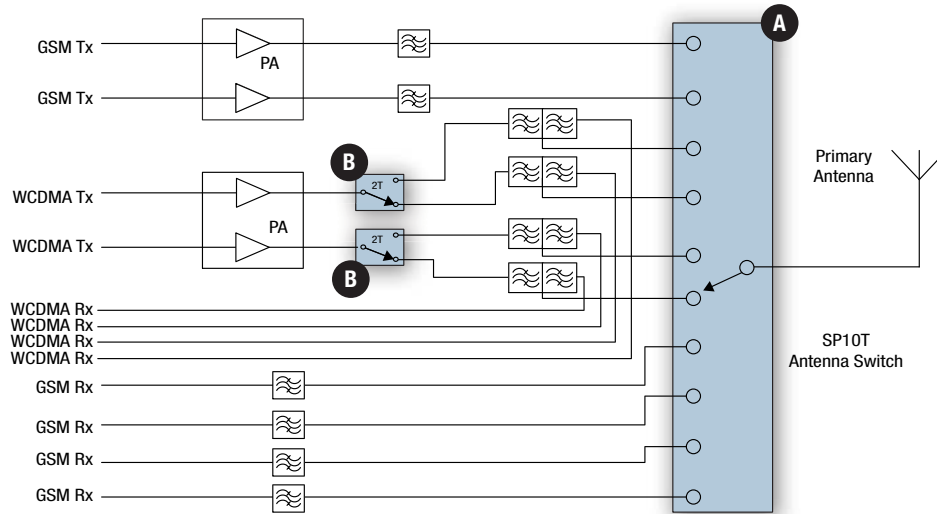 A
GSM Tx
PA
GSM Tx
B
2T
WCDMA Tx
PA
2T
WCDMA Tx
B
Primary
Antenna
WCDMA Rx
WCDMA Rx
WCDMA Rx
WCDMA Rx
SP10T
Antenna Switch
GSM Rx
GSM Rx
GSM Rx
GSM Rx